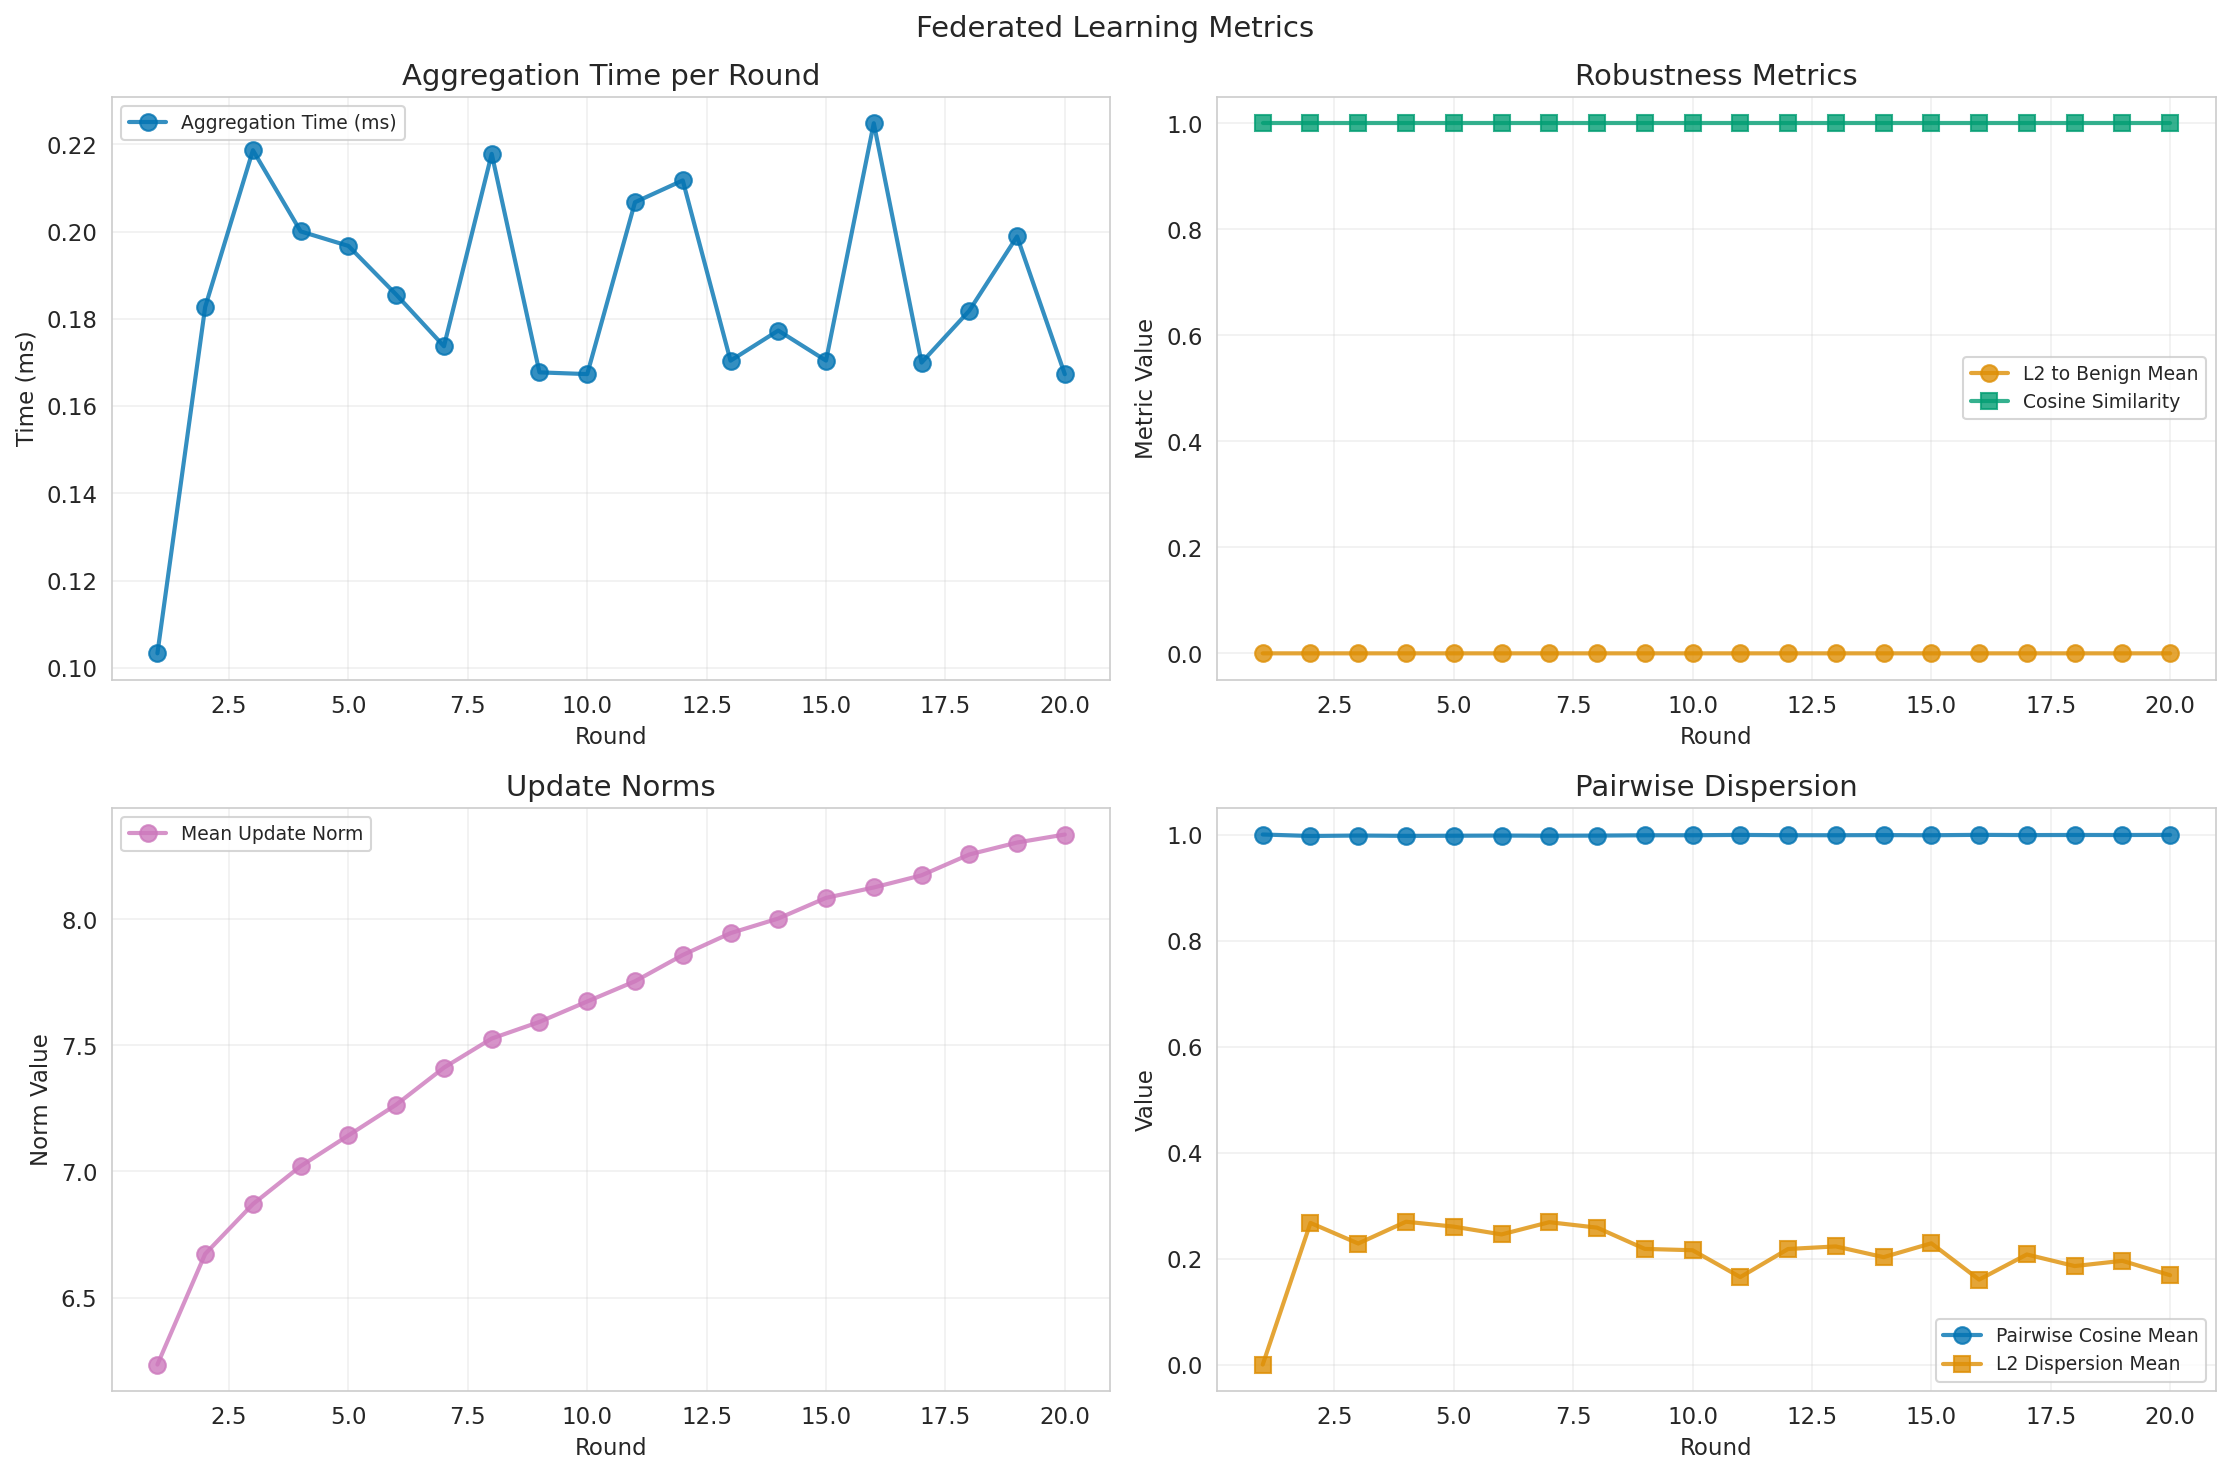 Federated Learning Metrics
Aggregation Time per Round
Aggregation Time (ms)
Time (ms)
0.22
0.20
0.18
0.16
0.14
0.12
0.10
2.5 5.0 7.5 10.0 12.5 15.0 17.5 20.0
Round
Robustness Metrics
L2 to Benign Mean
Cosine Similarity
Metric Value
1.0
0.8
0.6
0.4
0.2
0.0
2.5 5.0 7.5 10.0 12.5 15.0 17.5 20.0
Round
Update Norms
Mean Update Norm
Norm Value
8.0
7.5
7.0
6.5
2.5 5.0 7.5 10.0 12.5 15.0 17.5 20.0
Round
Pairwise Dispersion
Value
1.0
0.8
0.6
0.4
0.2
0.0
Pairwise Cosine Mean
L2 Dispersion Mean
2.5 5.0 7.5 10.0 12.5 15.0 17.5 20.0
Round